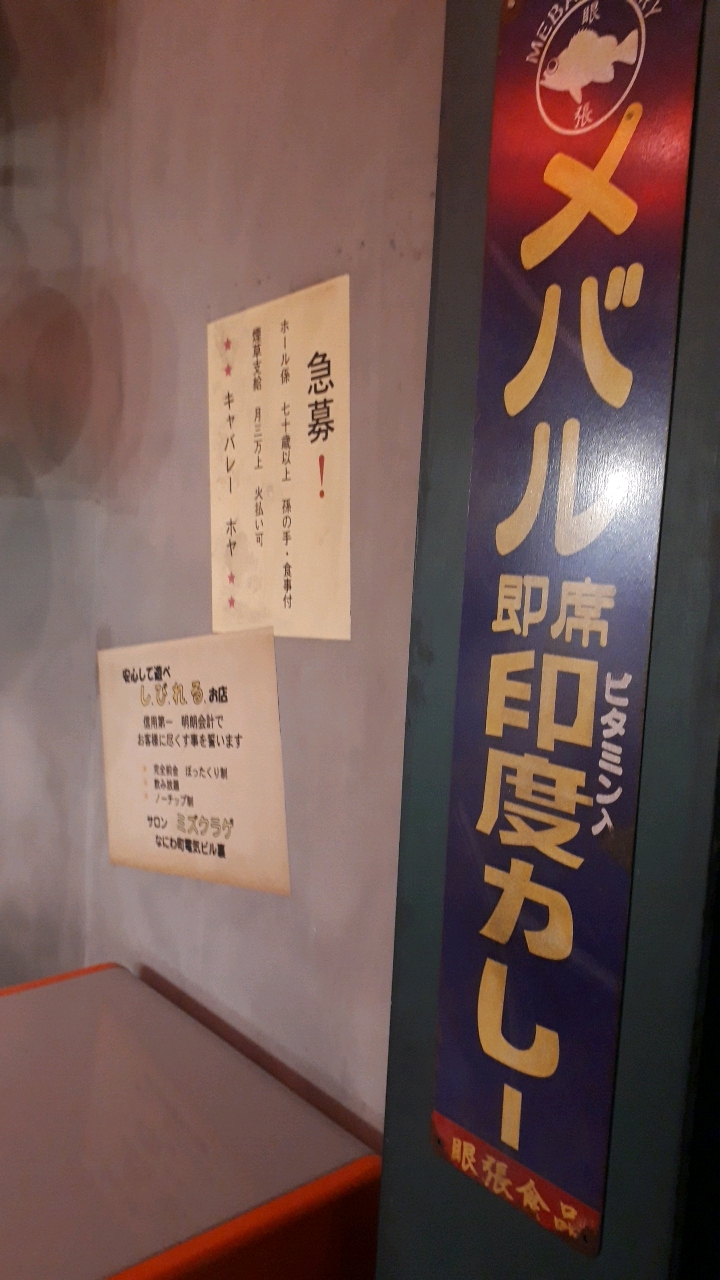 眼
張
メバル
即席
ビタミン入
印度カレー
眼張食品
急募!
ホール係 七十歳以上 孫の手・食事付
煙草支給 月三万上 火払い可
★★ キャバレー ホヤ ★★
安心して遊べ
しびれるお店
信用第一 明朗会計で
お客様に尽くす事を誓います
完全前金 ぼったくり制
飲み放題
ノーチップ制
サロン ミズクラゲ
なにわ町電気ビル裏